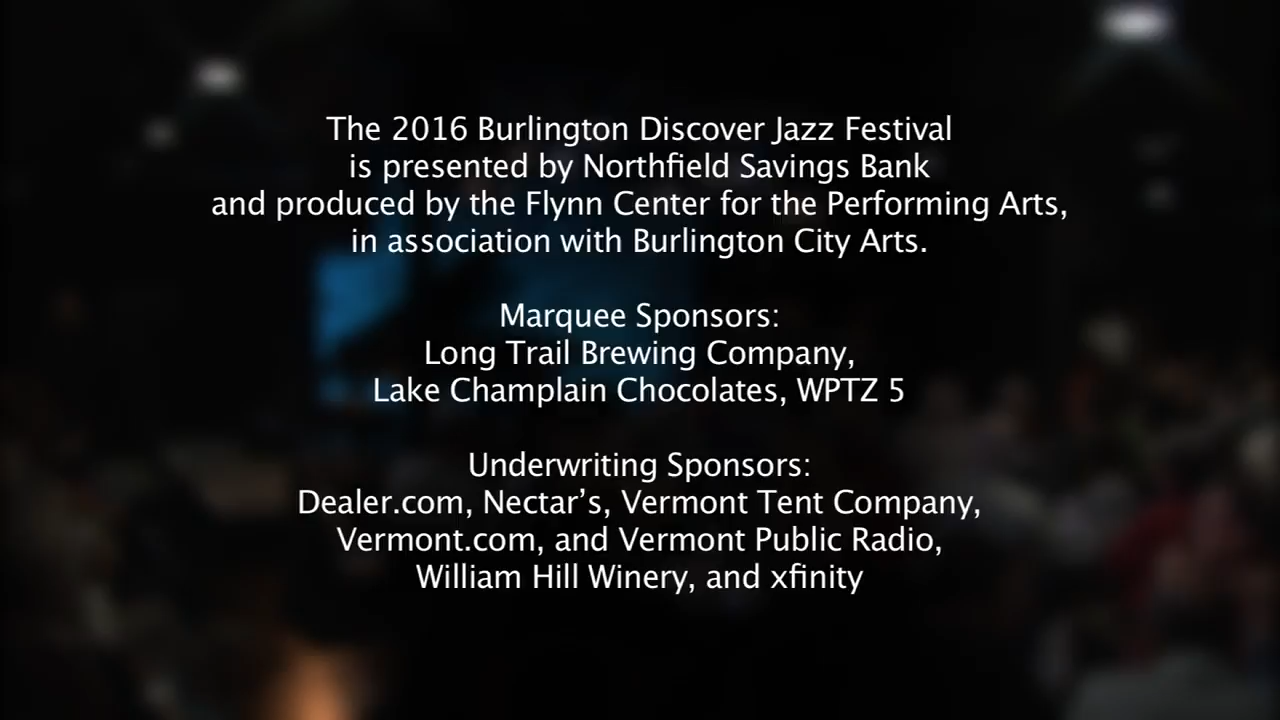 The 2016 Burlington Discover Jazz Festival
is presented by Northfield Savings Bank
and produced by the Flynn Center for the Performing Arts,
in association with Burlington City Arts.
Marquee Sponsors:
Long Trail Brewing Company,
Lake Champlain Chocolates, WPTZ 5
Underwriting Sponsors:
Dealer.com, Nectar’s, Vermont Tent Company,
Vermont.com, and Vermont Public Radio,
William Hill Winery, and xfinity